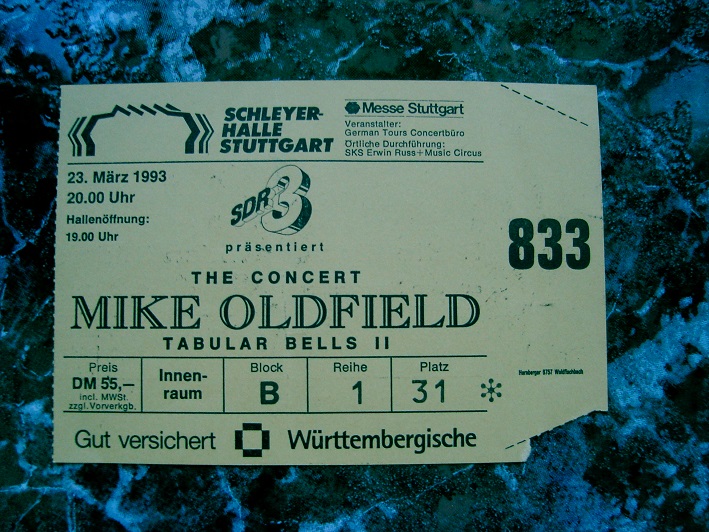 SCHLEYER-
HALLE
STUTTGART
Messe Stuttgart
Veranstalter:
German Tours Concertbüro
Örtliche Durchführung:
SKS Erwin Russ+Music Circus
23. März 1993
20.00 Uhr
Hallenöffnung:
19.00 Uhr
SDR 3
präsentiert
833
THE CONCERT
MIKE OLDFIELD
TABULAR BELLS II
Preis
DM 55,—
incl. MWSt.
zzgl. Vorverkgb.
Innen-
raum
Block
B
Reihe
1
Platz
31 *
Gut versichert Württembergische